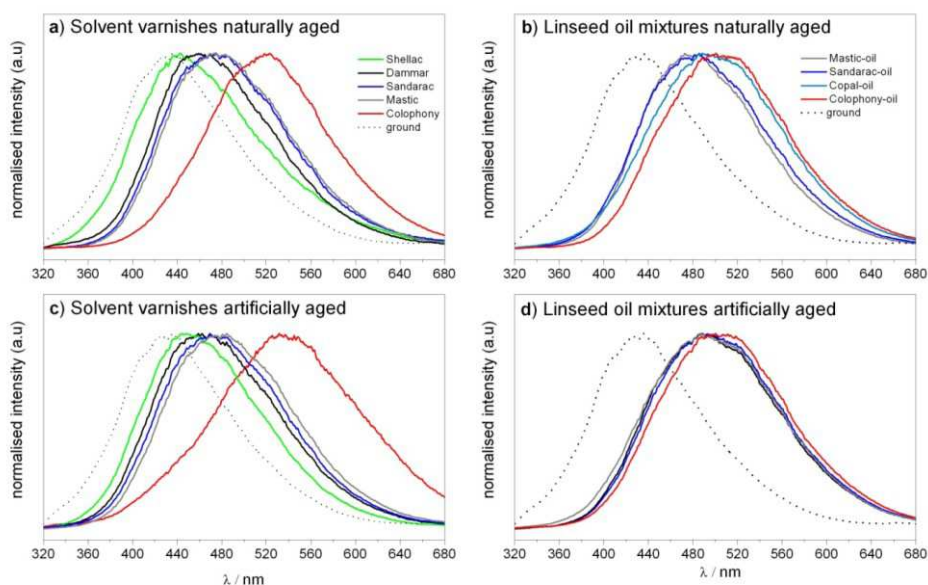 a) Solvent varnishes naturally aged
normalised intensity (a.u)
Shellac
Dammar
Sandarac
Mastic
Colophony
ground
320 360 400 440 480 520 560 600 640 680
b) Linseed oil mixtures naturally aged
normalised intensity (a.u)
Mastic-oil
Sandarac-oil
Copal-oil
Colophony-oil
ground
320 360 400 440 480 520 560 600 640 680
c) Solvent varnishes artificially aged
normalised intensity (a.u)
320 360 400 440 480 520 560 600 640 680
λ / nm
d) Linseed oil mixtures artificially aged
normalised intensity (a.u)
320 360 400 440 480 520 560 600 640 680
λ / nm